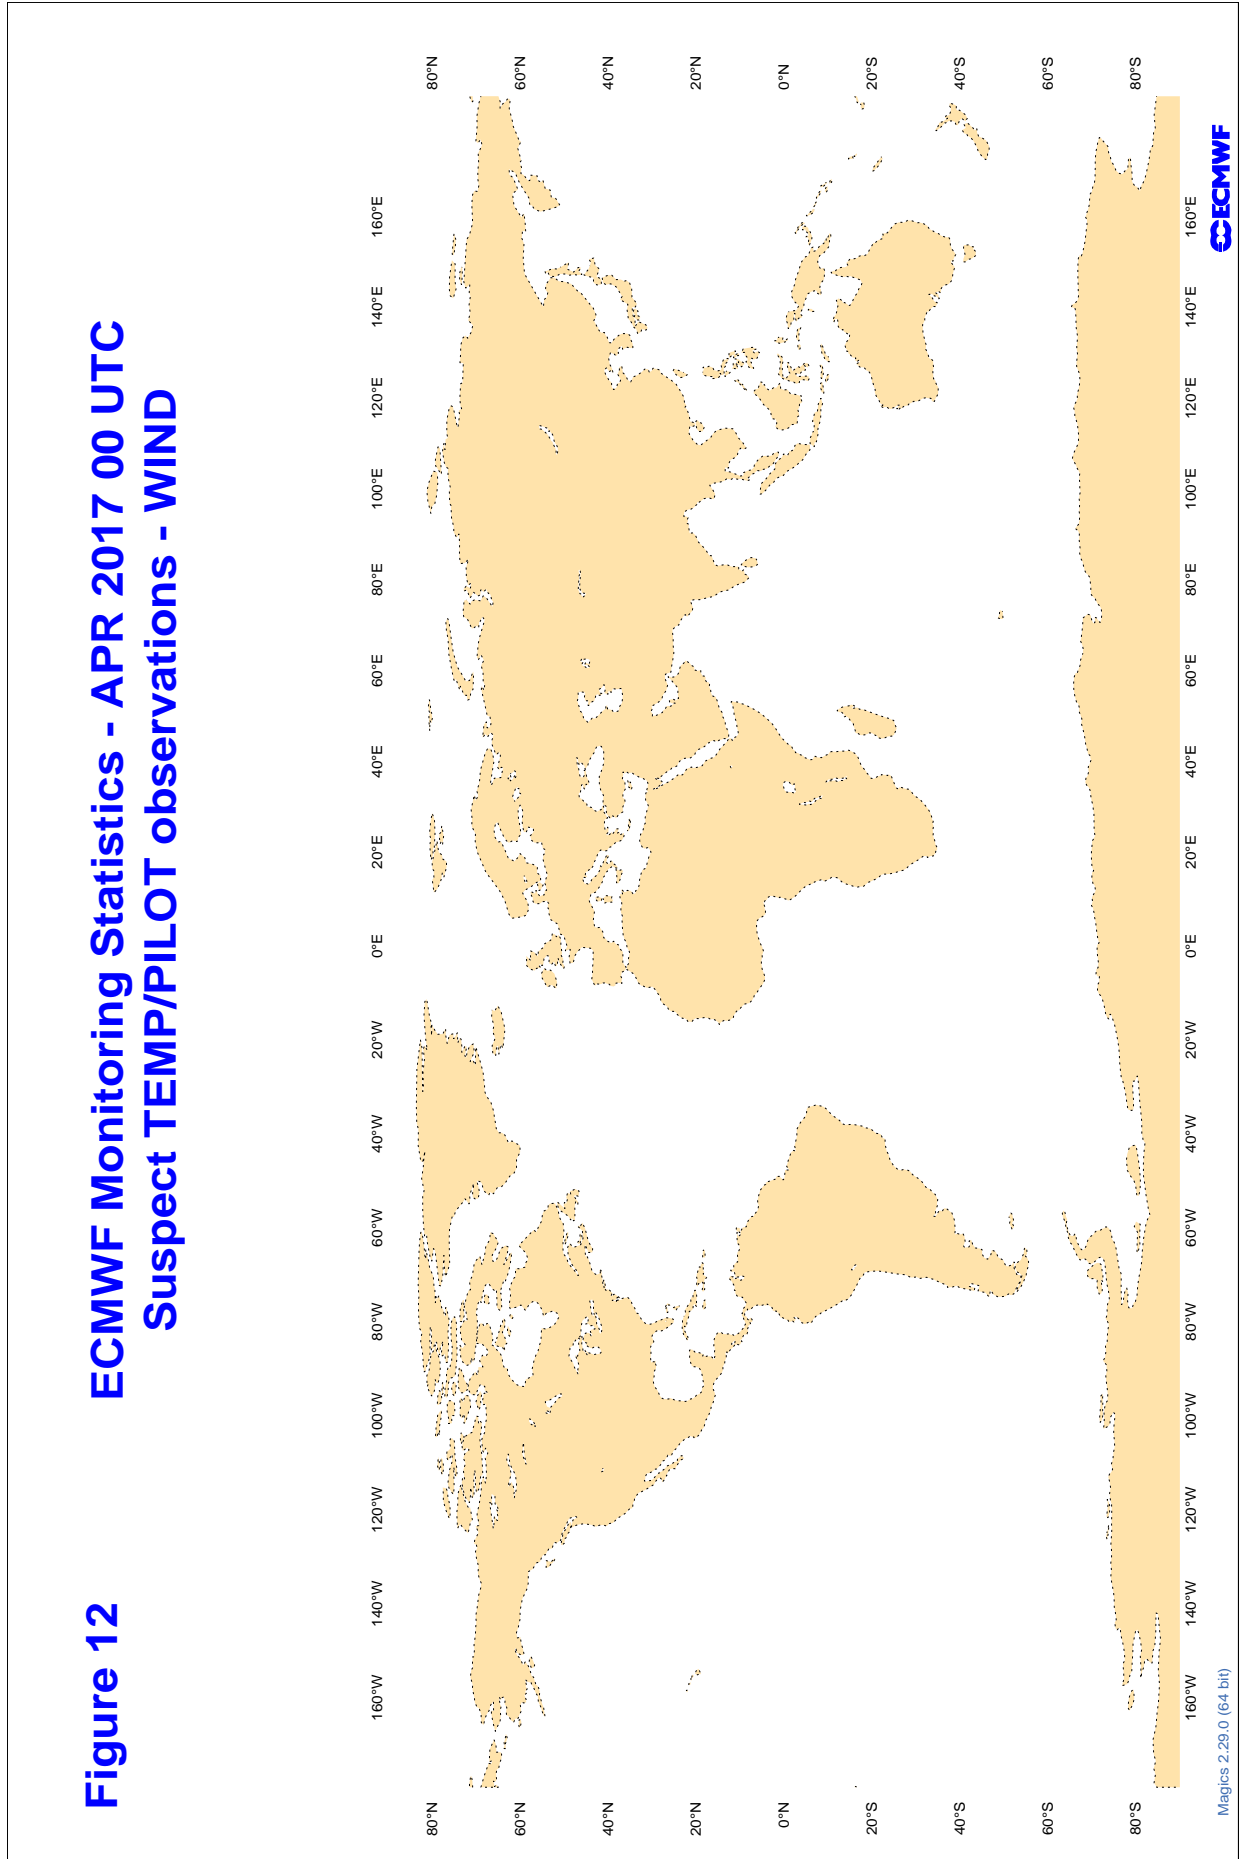 Figure 12
ECMWF Monitoring Statistics - APR 2017 00 UTC
Suspect TEMP/PILOT observations - WIND
160°W 140°W 120°W 100°W 80°W 60°W 40°W 20°W 0°E 20°E 40°E 60°E 80°E 100°E 120°E 140°E 160°E
80°N 80°N
60°N 60°N
40°N 40°N
20°N 20°N
0°N 0°N
20°S 20°S
40°S 40°S
60°S 60°S
80°S 80°S
160°W 140°W 120°W 100°W 80°W 60°W 40°W 20°W 0°E 20°E 40°E 60°E 80°E 100°E 120°E 140°E 160°E
Magics 2.29.0 (64 bit)
ECMWF